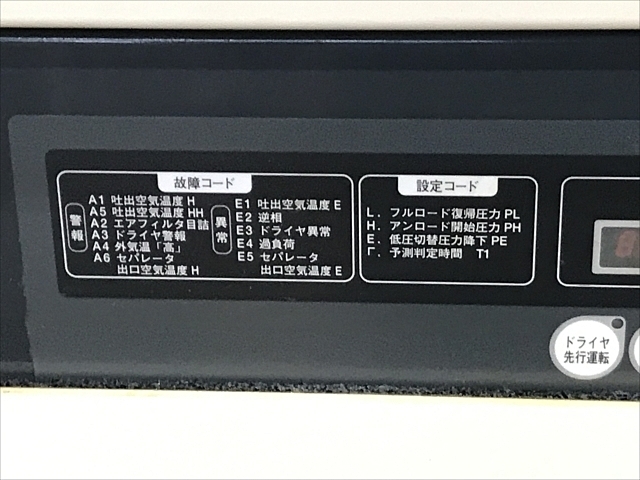 故障コード
警報
A1 吐出空気温度 H
A5 吐出空気温度 HH
A2 エアフィルタ目詰
A3 ドライヤ警報
A4 外気温「高」
A6 セパレータ
出口空気温度 H
異常
E1 吐出空気温度 E
E2 逆相
E3 ドライヤ異常
E4 過負荷
E5 セパレータ
出口空気温度 E
設定コード
L. フルロード復帰圧力 PL
H. アンロード開始圧力 PH
E. 低圧切替圧力降下 PE
Γ. 予測判定時間 T1
ドライヤ
先行運転